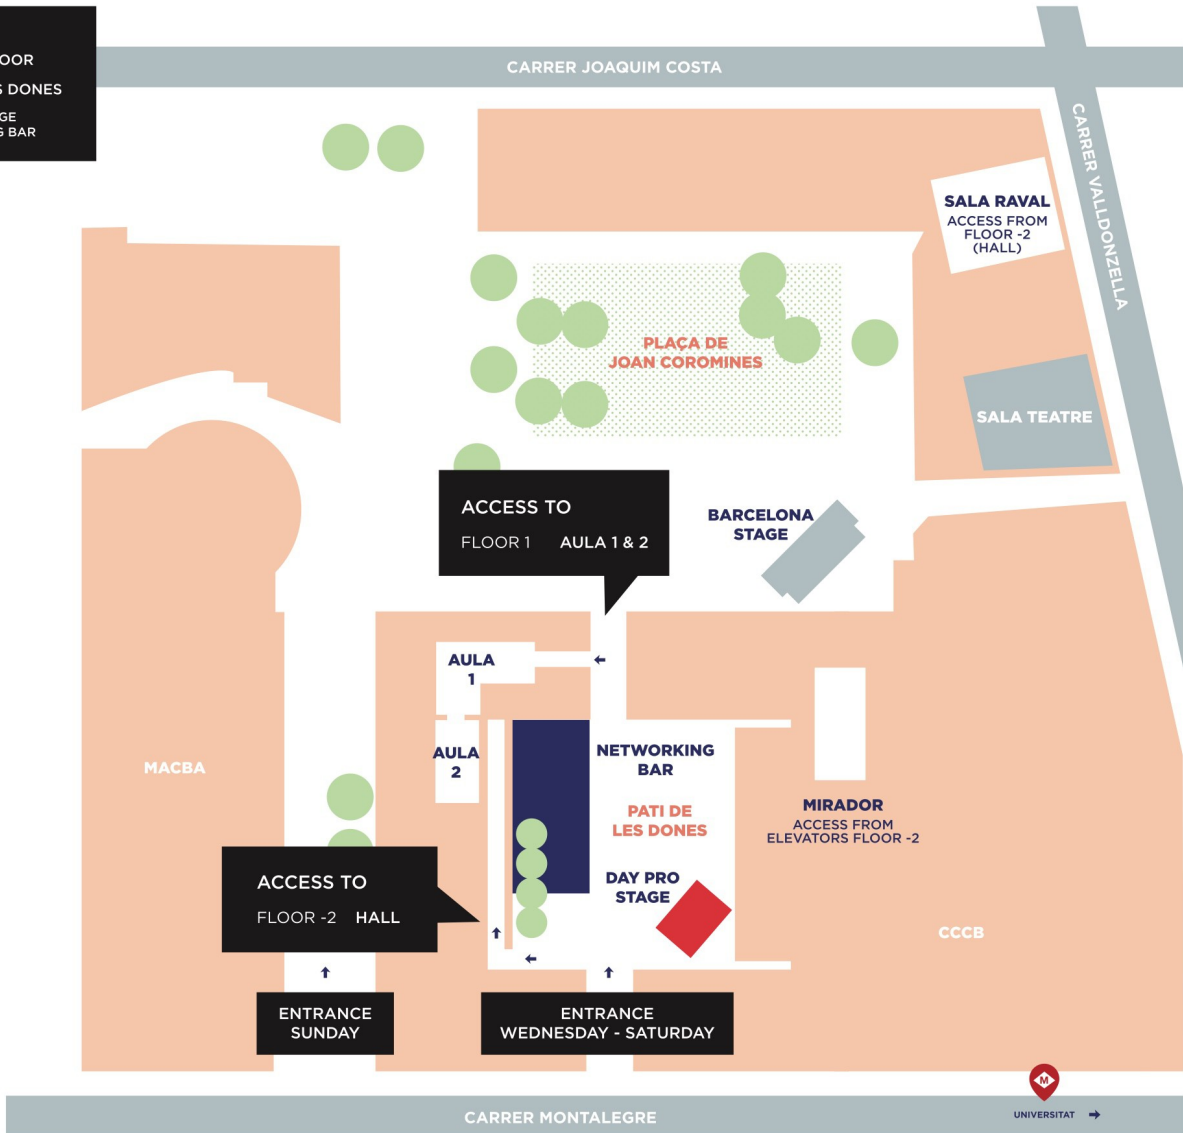 DONES
BAR
CARRER JOAQUIM COSTA
CARRER VALLDONZELLA
SALA RAVAL
ACCESS FROM
FLOOR -2
(HALL)
PLAÇA DE
JOAN COROMINES
SALA TEATRE
ACCESS TO
FLOOR 1 AULA 1 & 2
BARCELONA
STAGE
AULA
1
AULA
2
NETWORKING
BAR
MACBA
PATI DE
LES DONES
MIRADOR
ACCESS FROM
ELEVATORS FLOOR -2
DAY PRO
STAGE
ACCESS TO
FLOOR -2 HALL
CCCB
ENTRANCE
SUNDAY
ENTRANCE
WEDNESDAY - SATURDAY
M
UNIVERSITAT
CARRER MONTALEGRE